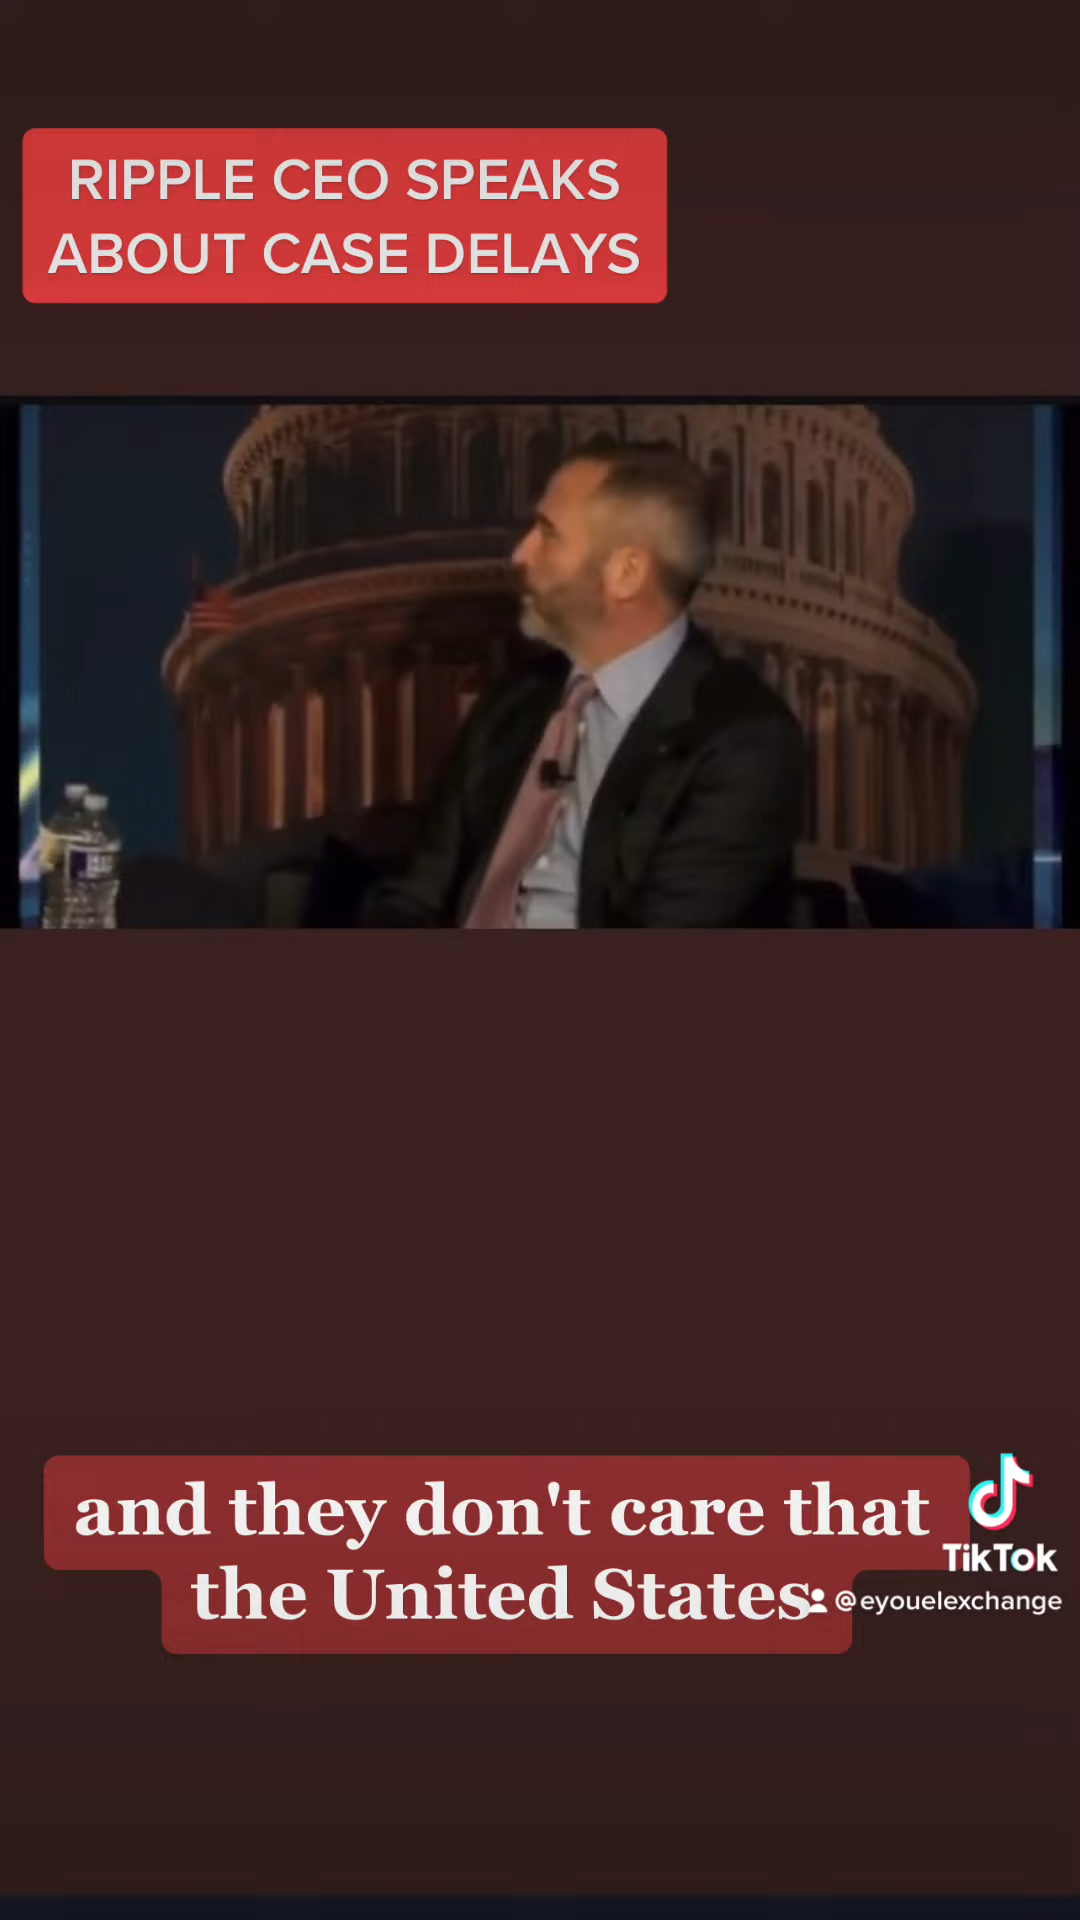 RIPPLE CEO SPEAKS
ABOUT CASE DELAYS
and they don't care that
the United States
TikTok
@eyouelexchange